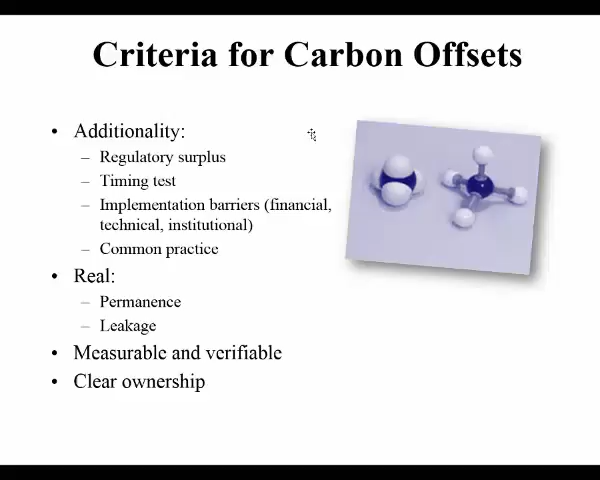 Criteria for Carbon Offsets
• Additionality:
– Regulatory surplus
– Timing test
– Implementation barriers (financial,
technical, institutional)
– Common practice
• Real:
– Permanence
– Leakage
• Measurable and verifiable
• Clear ownership